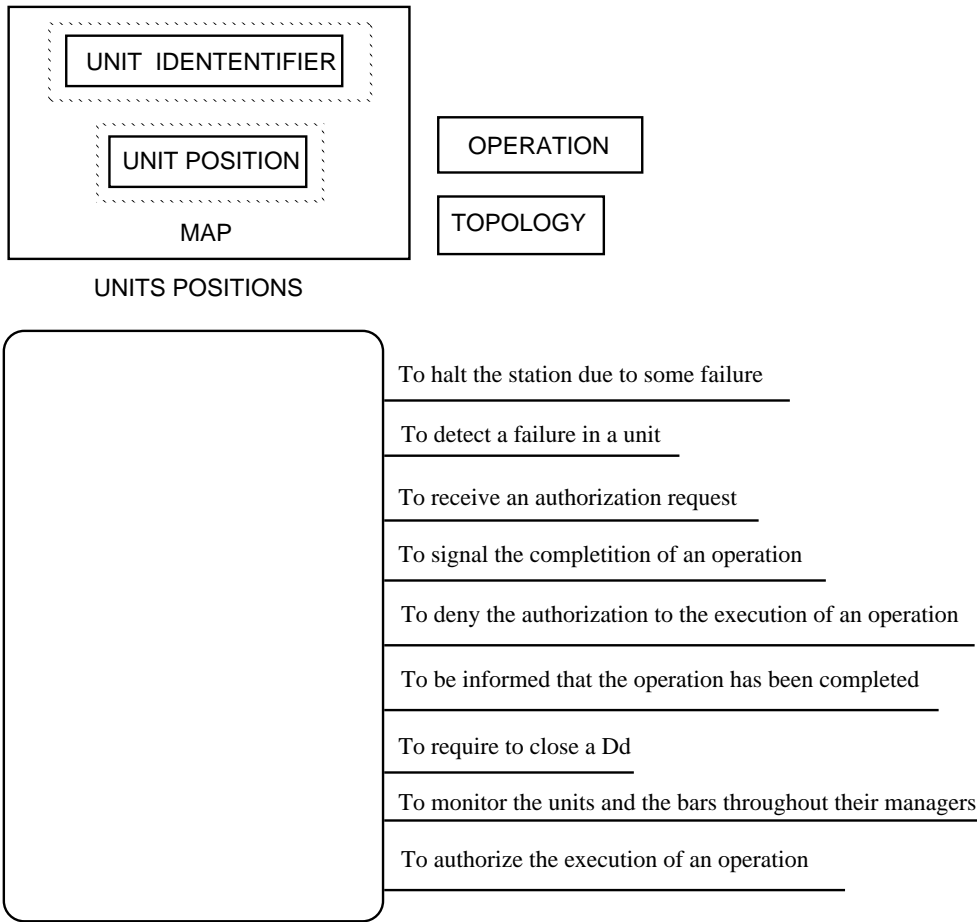 UNIT IDENTENTIFIER
UNIT POSITION
MAP
UNITS POSITIONS
OPERATION
TOPOLOGY
To halt the station due to some failure
To detect a failure in a unit
To receive an authorization request
To signal the completition of an operation
To deny the authorization to the execution of an operation
To be informed that the operation has been completed
To require to close a Dd
To monitor the units and the bars throughout their managers
To authorize the execution of an operation